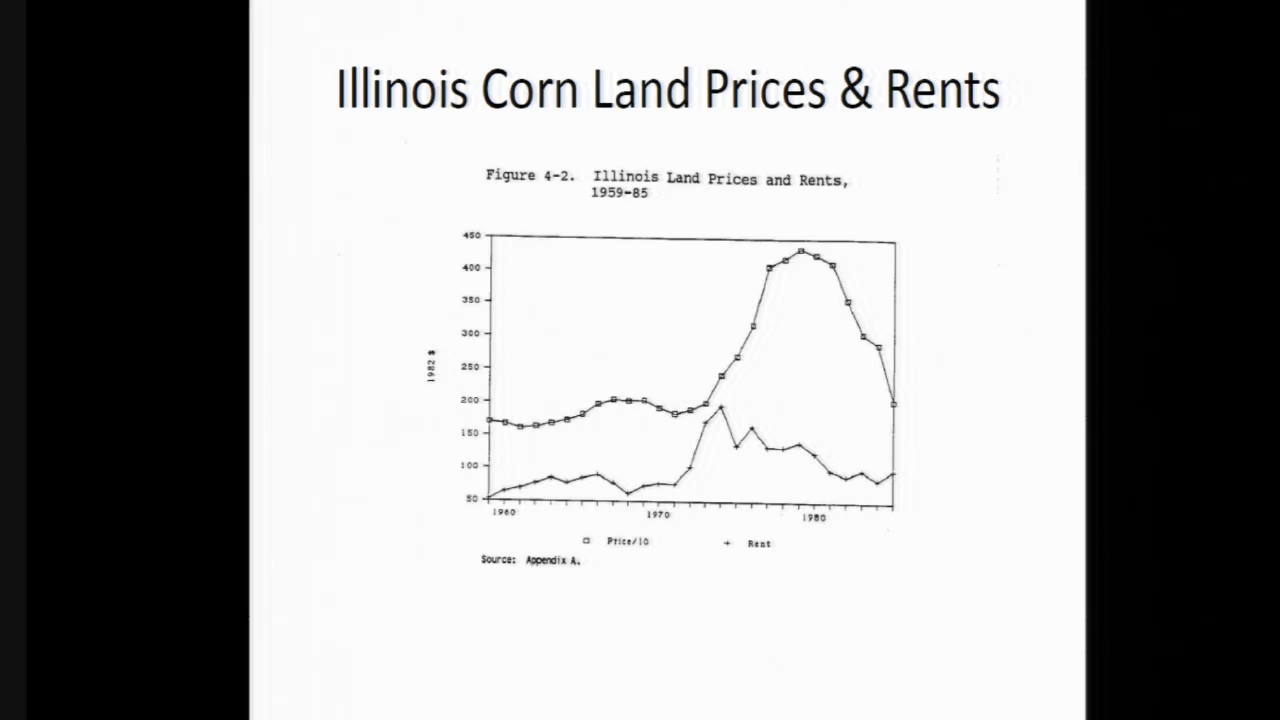 Illinois Corn Land Prices & Rents
Figure 4-2. Illinois Land Prices and Rents,
1959-85
450
400
350
300
250
200
150
100
50
1982 $
1960 1970 1980
Price/10 Rent
Source: Appendix A.